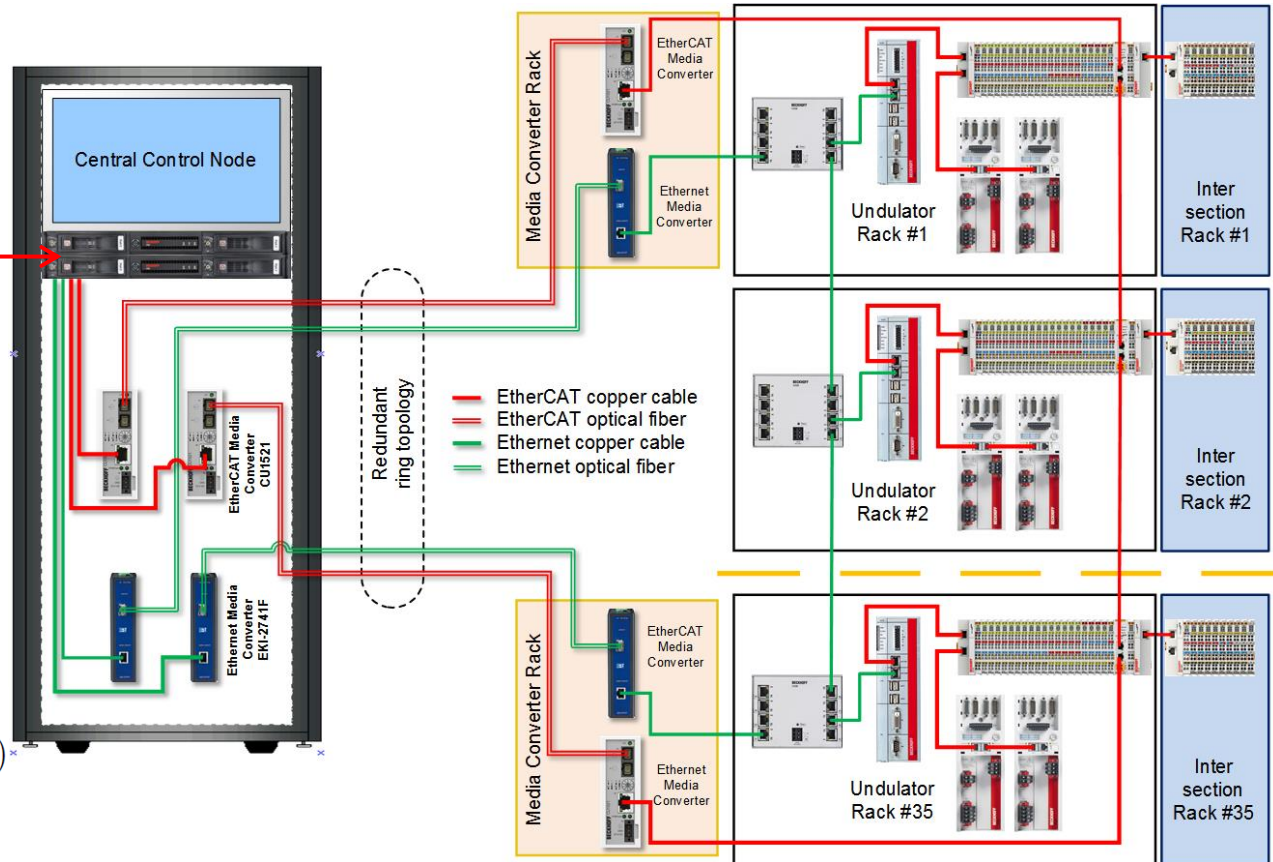 Central Control Node
EtherCAT Media
Converter
CU1521
Ethernet Media
Converter
EKI-2741F
)
Redundant
ring topology
EtherCAT copper cable
EtherCAT optical fiber
Ethernet copper cable
Ethernet optical fiber
Media Converter Rack
EtherCAT
Media
Converter
Ethernet
Media
Converter
BECKHOFF
Undulator
Rack #1
Inter
section
Rack #1
BECKHOFF
Undulator
Rack #2
Inter
section
Rack #2
Media Converter Rack
EtherCAT
Media
Converter
Ethernet
Media
Converter
BECKHOFF
Undulator
Rack #35
Inter
section
Rack #35